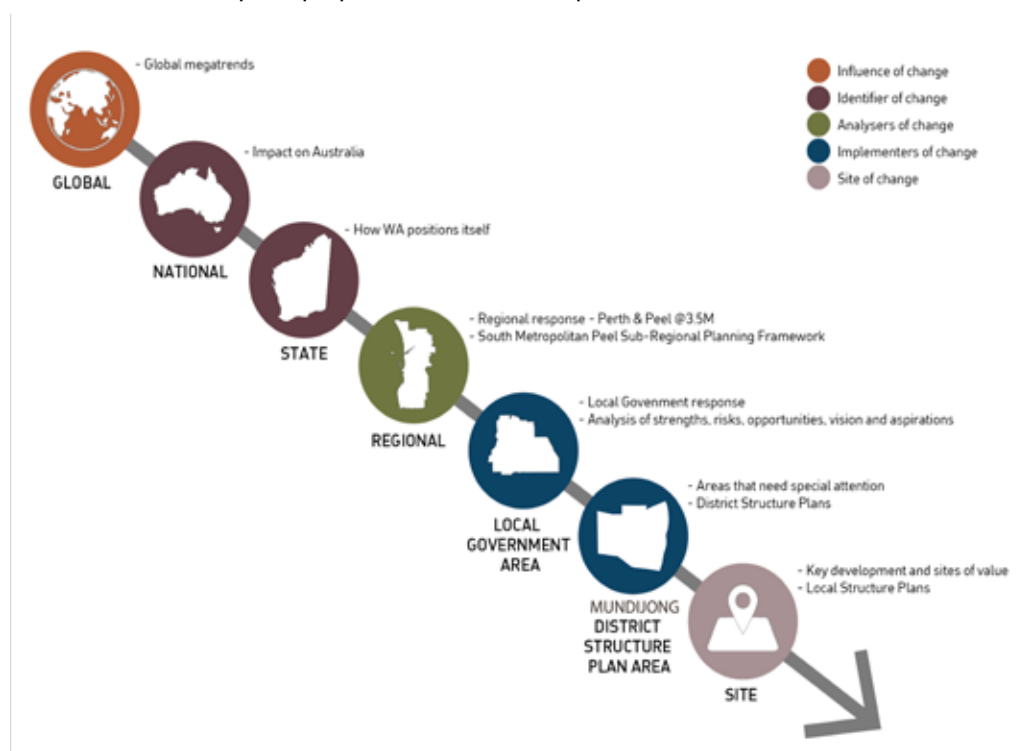 - Global megatrends
GLOBAL
- Impact on Australia
NATIONAL
- How WA positions itself
STATE
- Regional response - Perth & Peel @3.5M
- South Metropolitan Peel Sub-Regional Planning Framework
REGIONAL
- Local Govenment response
- Analysis of strengths, risks, opportunities, vision and aspirations
LOCAL
GOVERNMENT
AREA
- Areas that need special attention
- District Structure Plans
MUNDIJONG
DISTRICT
STRUCTURE
PLAN AREA
- Key development and sites of value
- Local Structure Plans
SITE
Influence of change
Identifier of change
Analysers of change
Implementers of change
Site of change